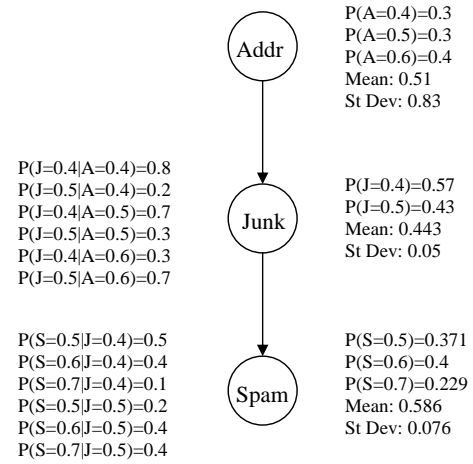 Addr
P(A=0.4)=0.3
P(A=0.5)=0.3
P(A=0.6)=0.4
Mean: 0.51
St Dev: 0.83
P(J=0.4|A=0.4)=0.8
P(J=0.5|A=0.4)=0.2
P(J=0.4|A=0.5)=0.7
P(J=0.5|A=0.5)=0.3
P(J=0.4|A=0.6)=0.3
P(J=0.5|A=0.6)=0.7
Junk
P(J=0.4)=0.57
P(J=0.5)=0.43
Mean: 0.443
St Dev: 0.05
P(S=0.5|J=0.4)=0.5
P(S=0.6|J=0.4)=0.4
P(S=0.7|J=0.4)=0.1
P(S=0.5|J=0.5)=0.2
P(S=0.6|J=0.5)=0.4
P(S=0.7|J=0.5)=0.4
Spam
P(S=0.5)=0.371
P(S=0.6)=0.4
P(S=0.7)=0.229
Mean: 0.586
St Dev: 0.076